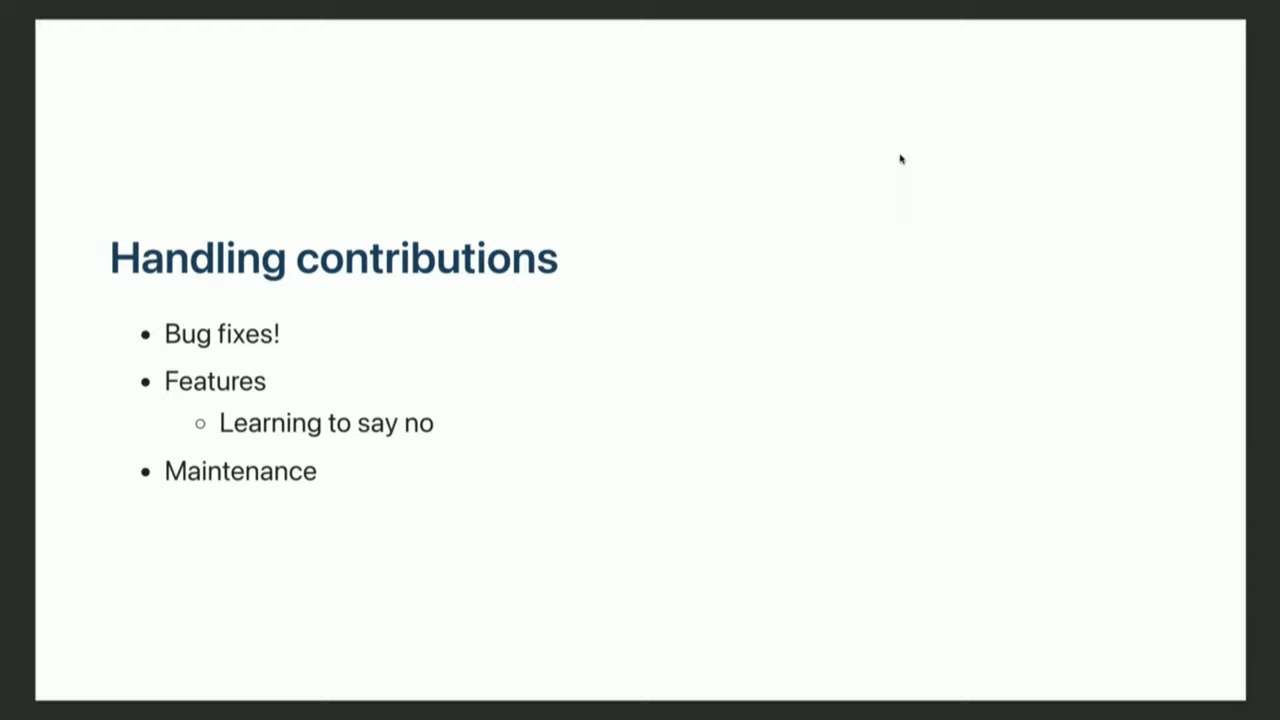 Handling contributions
Bug fixes!
Features
Learning to say no
Maintenance